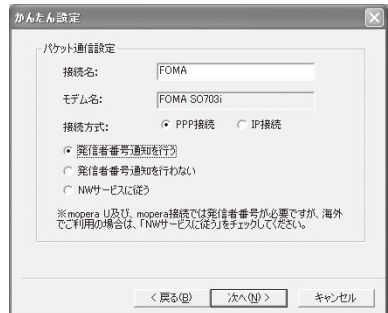 かんたん設定
パケット通信設定
接続名: FOMA
モデム名: FOMA SO703i
接続方式: PPP接続 IP接続
発信者番号通知を行う
発信者番号通知を行わない
NWサービスに従う
※mopera U及び、mopera接続では発信者番号が必要ですが、海外
でご利用の場合は、「NWサービスに従う」をチェックしてください。
< 戻る(B) 次へ(N) > キャンセル